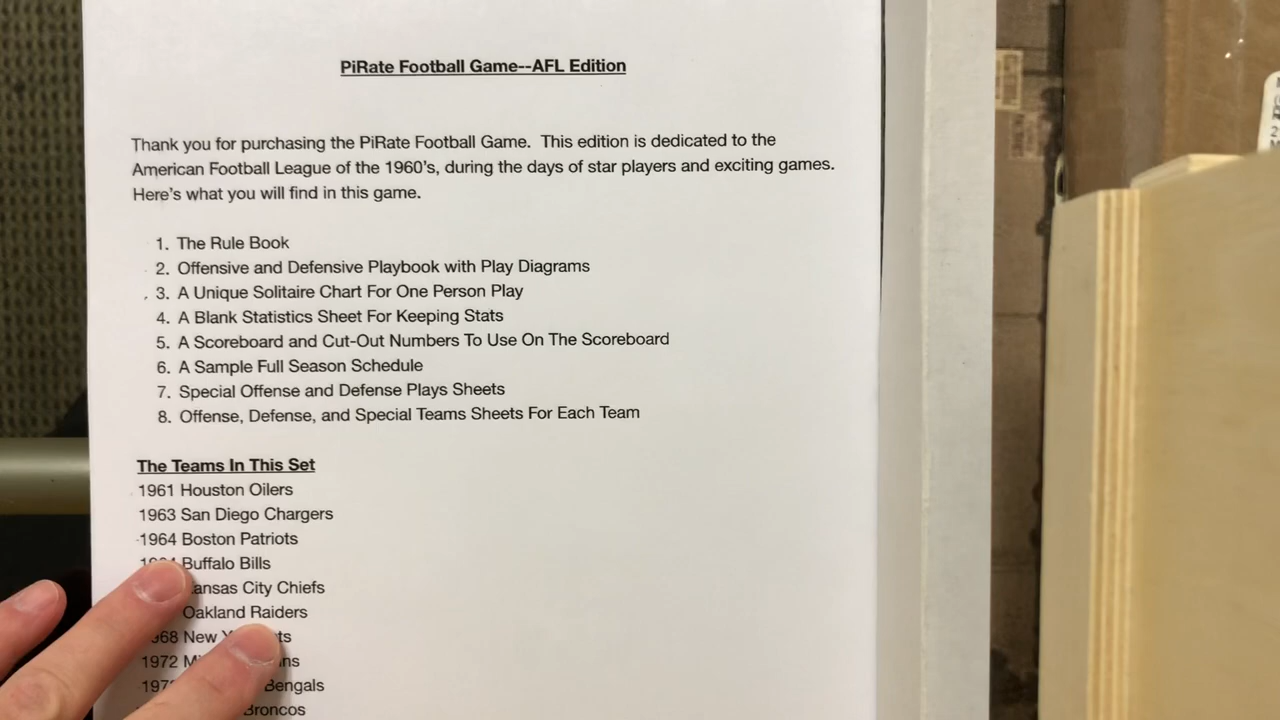 PiRate Football Game--AFL Edition
Thank you for purchasing the PiRate Football Game. This edition is dedicated to the
American Football League of the 1960's, during the days of star players and exciting games.
Here's what you will find in this game.
1. The Rule Book
2. Offensive and Defensive Playbook with Play Diagrams
3. A Unique Solitaire Chart For One Person Play
4. A Blank Statistics Sheet For Keeping Stats
5. A Scoreboard and Cut-Out Numbers To Use On The Scoreboard
6. A Sample Full Season Schedule
7. Special Offense and Defense Plays Sheets
8. Offense, Defense, and Special Teams Sheets For Each Team
The Teams In This Set
1961 Houston Oilers
1963 San Diego Chargers
1964 Boston Patriots
Buffalo Bills
City Chiefs
Oakland Raiders
New
1972
Bengals
Broncos